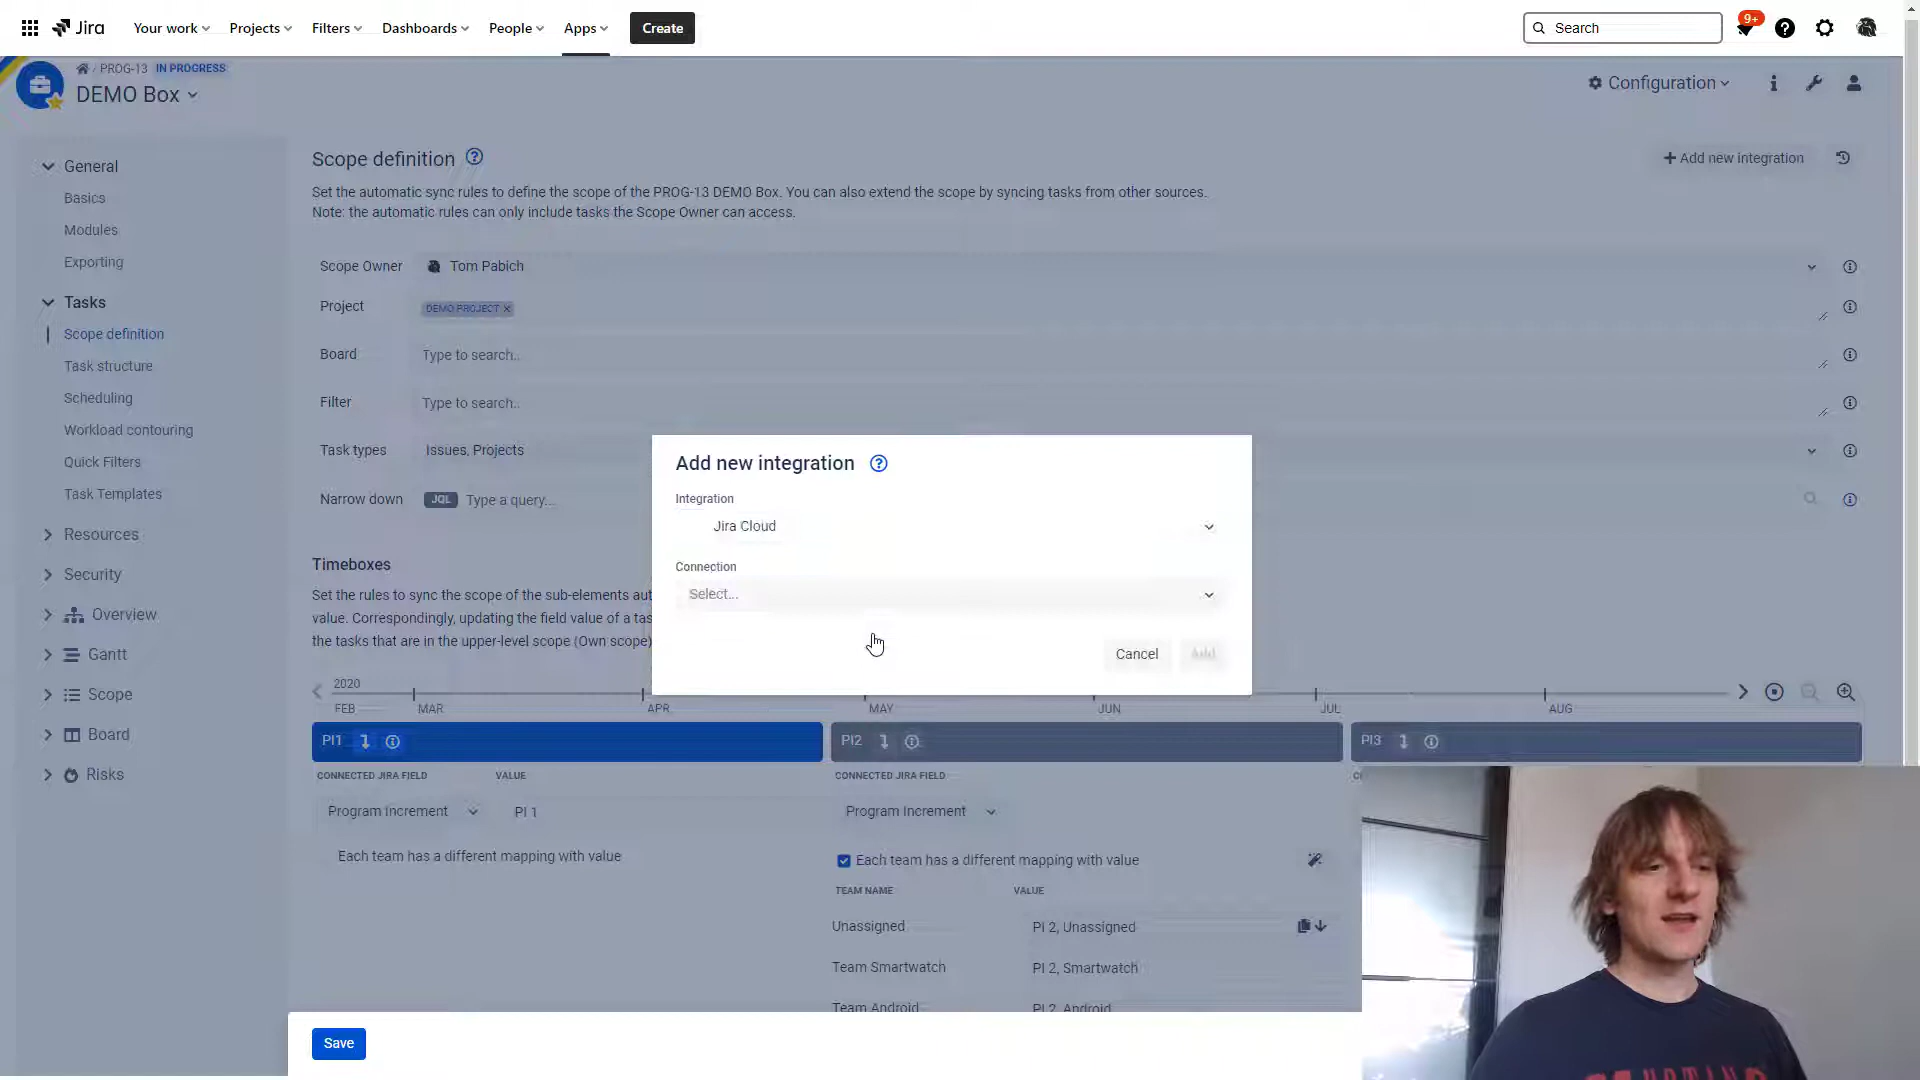 Jira
Your work
Projects
Filters
Dashboards
People
Apps
Create
Search
9+
/ PROG-13 IN PROGRESS
DEMO Box
Configuration
General
Basics
Modules
Exporting
Tasks
Scope definition
Task structure
Scheduling
Workload contouring
Quick Filters
Task Templates
Resources
Security
Overview
Gantt
Scope
Board
Risks
Scope definition
+ Add new integration
Set the automatic sync rules to define the scope of the PROG-13 DEMO Box. You can also extend the scope by syncing tasks from other sources.
Note: the automatic rules can only include tasks the Scope Owner can access.
Scope Owner Tom Pabich
Project DEMO PROJECT ×
Board Type to search..
Filter Type to search..
Task types Issues, Projects
Narrow down JQL Type a query...
Add new integration
Integration
Jira Cloud
Connection
Select...
Cancel Add
Timeboxes
Set the rules to sync the scope of the sub-elements
value. Correspondingly, updating the field value of a
the tasks that are in the upper-level scope (Own scope)
2020
FEB MAR APR MAY JUN JUL AUG
PI1 PI2 PI3
CONNECTED JIRA FIELD VALUE CONNECTED JIRA FIELD
Program Increment PI 1 Program Increment
Each team has a different mapping with value
Each team has a different mapping with value
TEAM NAME VALUE
Unassigned PI 2, Unassigned
Team Smartwatch PI 2, Smartwatch
Team Android PI 2, Android
Save